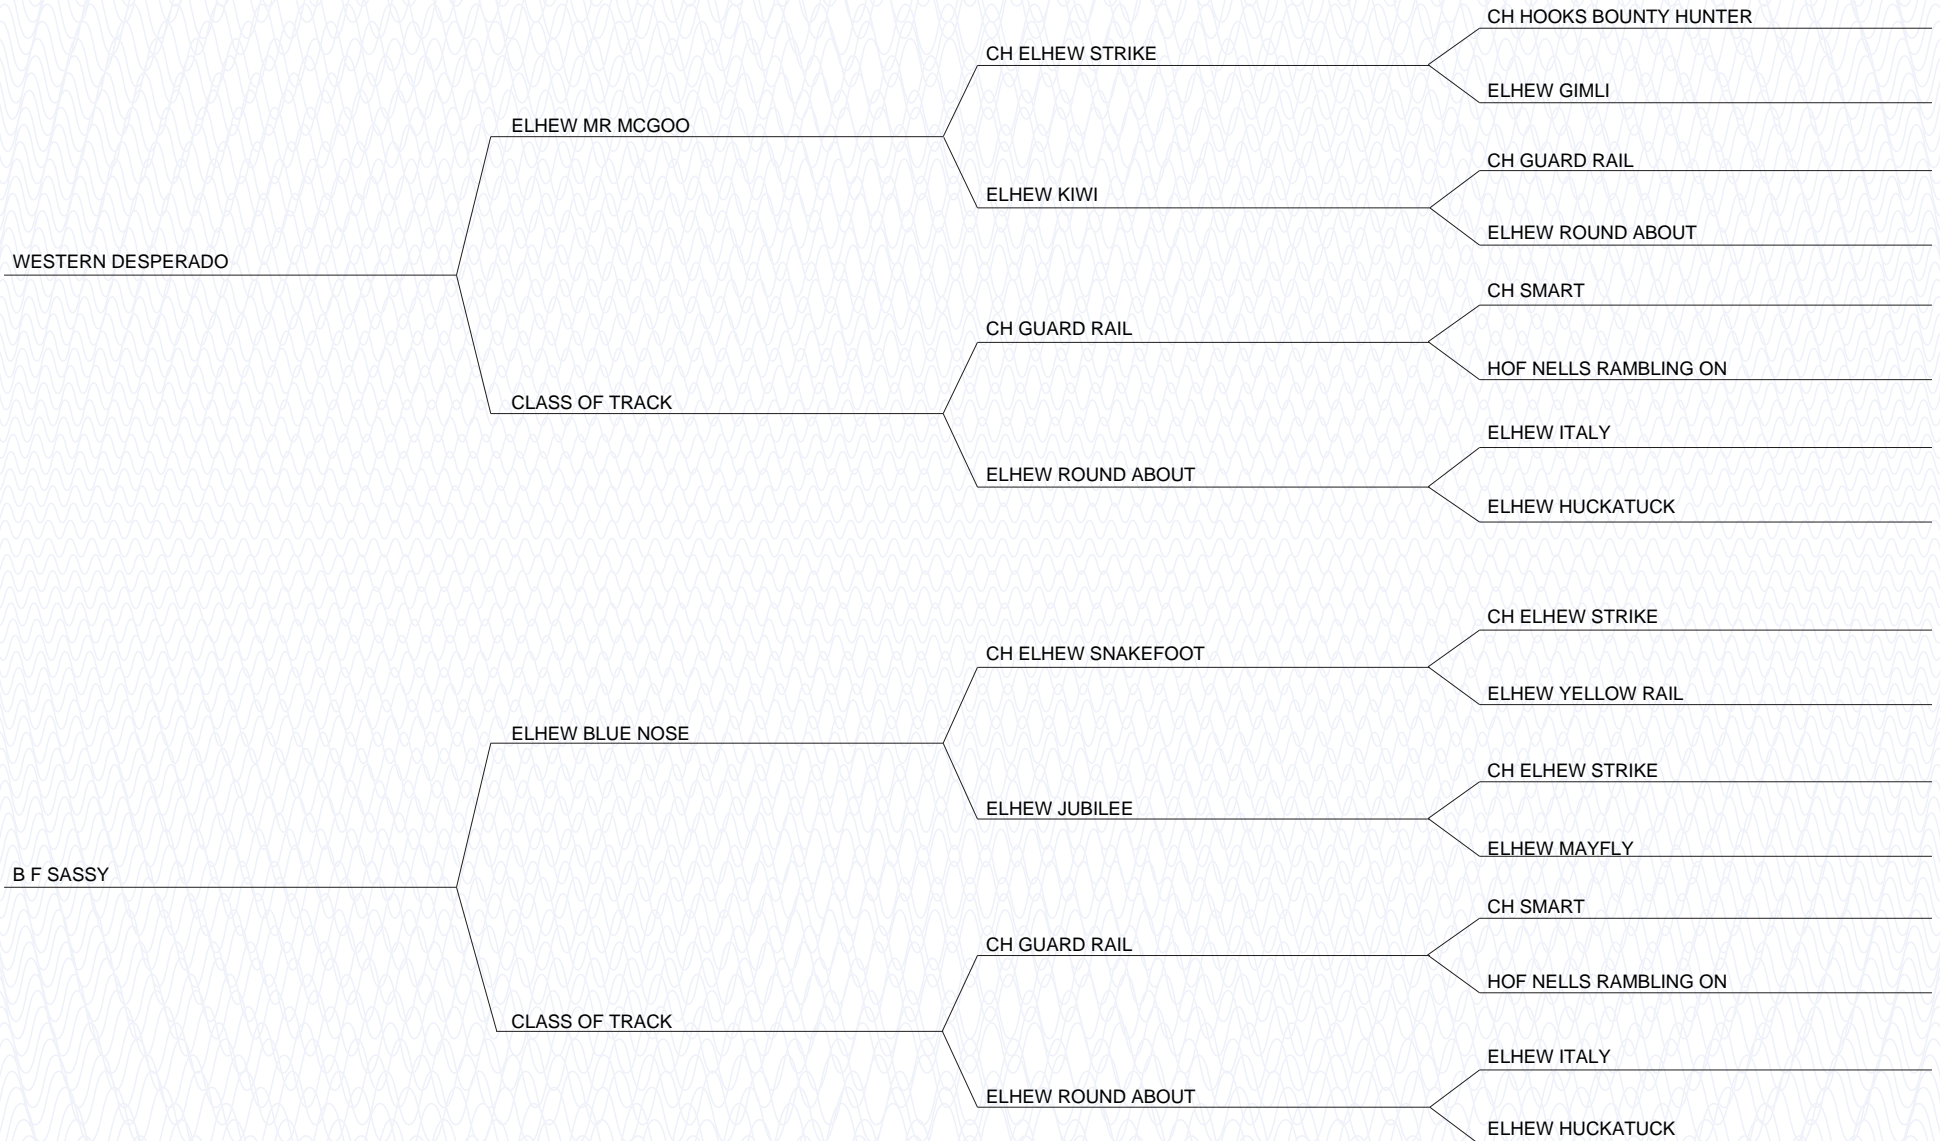 CH HOOKS BOUNTY HUNTER
CH ELHEW STRIKE
ELHEW GIMLI
ELHEW MR MCGOO
CH GUARD RAIL
ELHEW KIWI
ELHEW ROUND ABOUT
WESTERN DESPERADO
CH SMART
CH GUARD RAIL
HOF NELLS RAMBLING ON
CLASS OF TRACK
ELHEW ITALY
ELHEW ROUND ABOUT
ELHEW HUCKATUCK
CH ELHEW STRIKE
CH ELHEW SNAKEFOOT
ELHEW YELLOW RAIL
ELHEW BLUE NOSE
CH ELHEW STRIKE
ELHEW JUBILEE
ELHEW MAYFLY
B F SASSY
CH SMART
CH GUARD RAIL
HOF NELLS RAMBLING ON
CLASS OF TRACK
ELHEW ITALY
ELHEW ROUND ABOUT
ELHEW HUCKATUCK